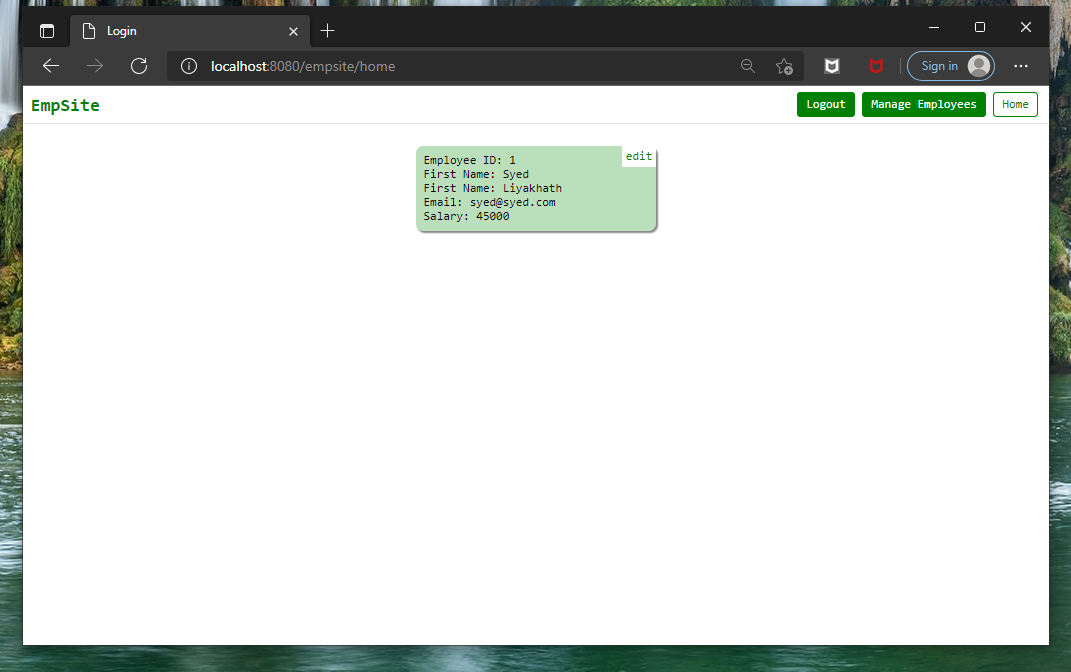 Login
localhost:8080/empsite/home
Sign in
EmpSite
Logout
Manage Employees
Home
edit
Employee ID: 1
First Name: Syed
First Name: Liyakhath
Email: syed@syed.com
Salary: 45000